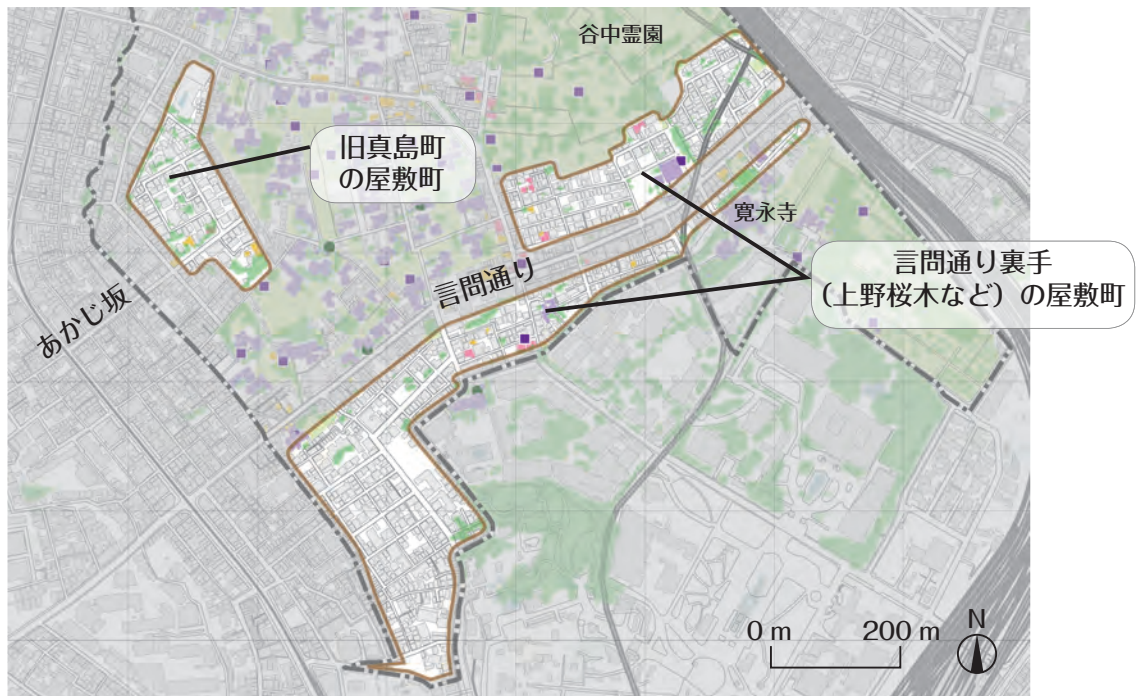 谷中霊園
旧真島町
の屋敷町
寛永寺
言問通り裏手
（上野桜木など）の屋敷町
言問通り
あかじ坂
0 m 200 m
N